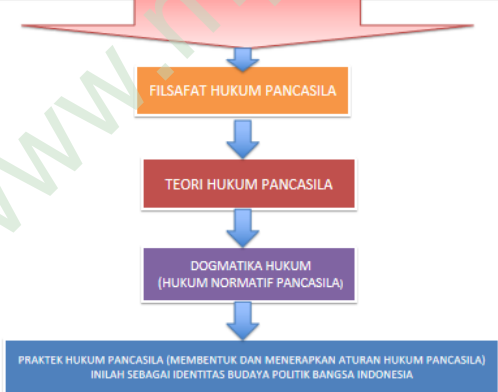 www.m
FILSAFAT HUKUM PANCASILA
TEORI HUKUM PANCASILA
DOGMATIKA HUKUM
(HUKUM NORMATIF PANCASILA)
PRAKTEK HUKUM PANCASILA (MEMBENTUK DAN MENERAPKAN ATURAN HUKUM PANCASILA)
INILAH SEBAGAI IDENTITAS BUDAYA POLITIK BANGSA INDONESIA